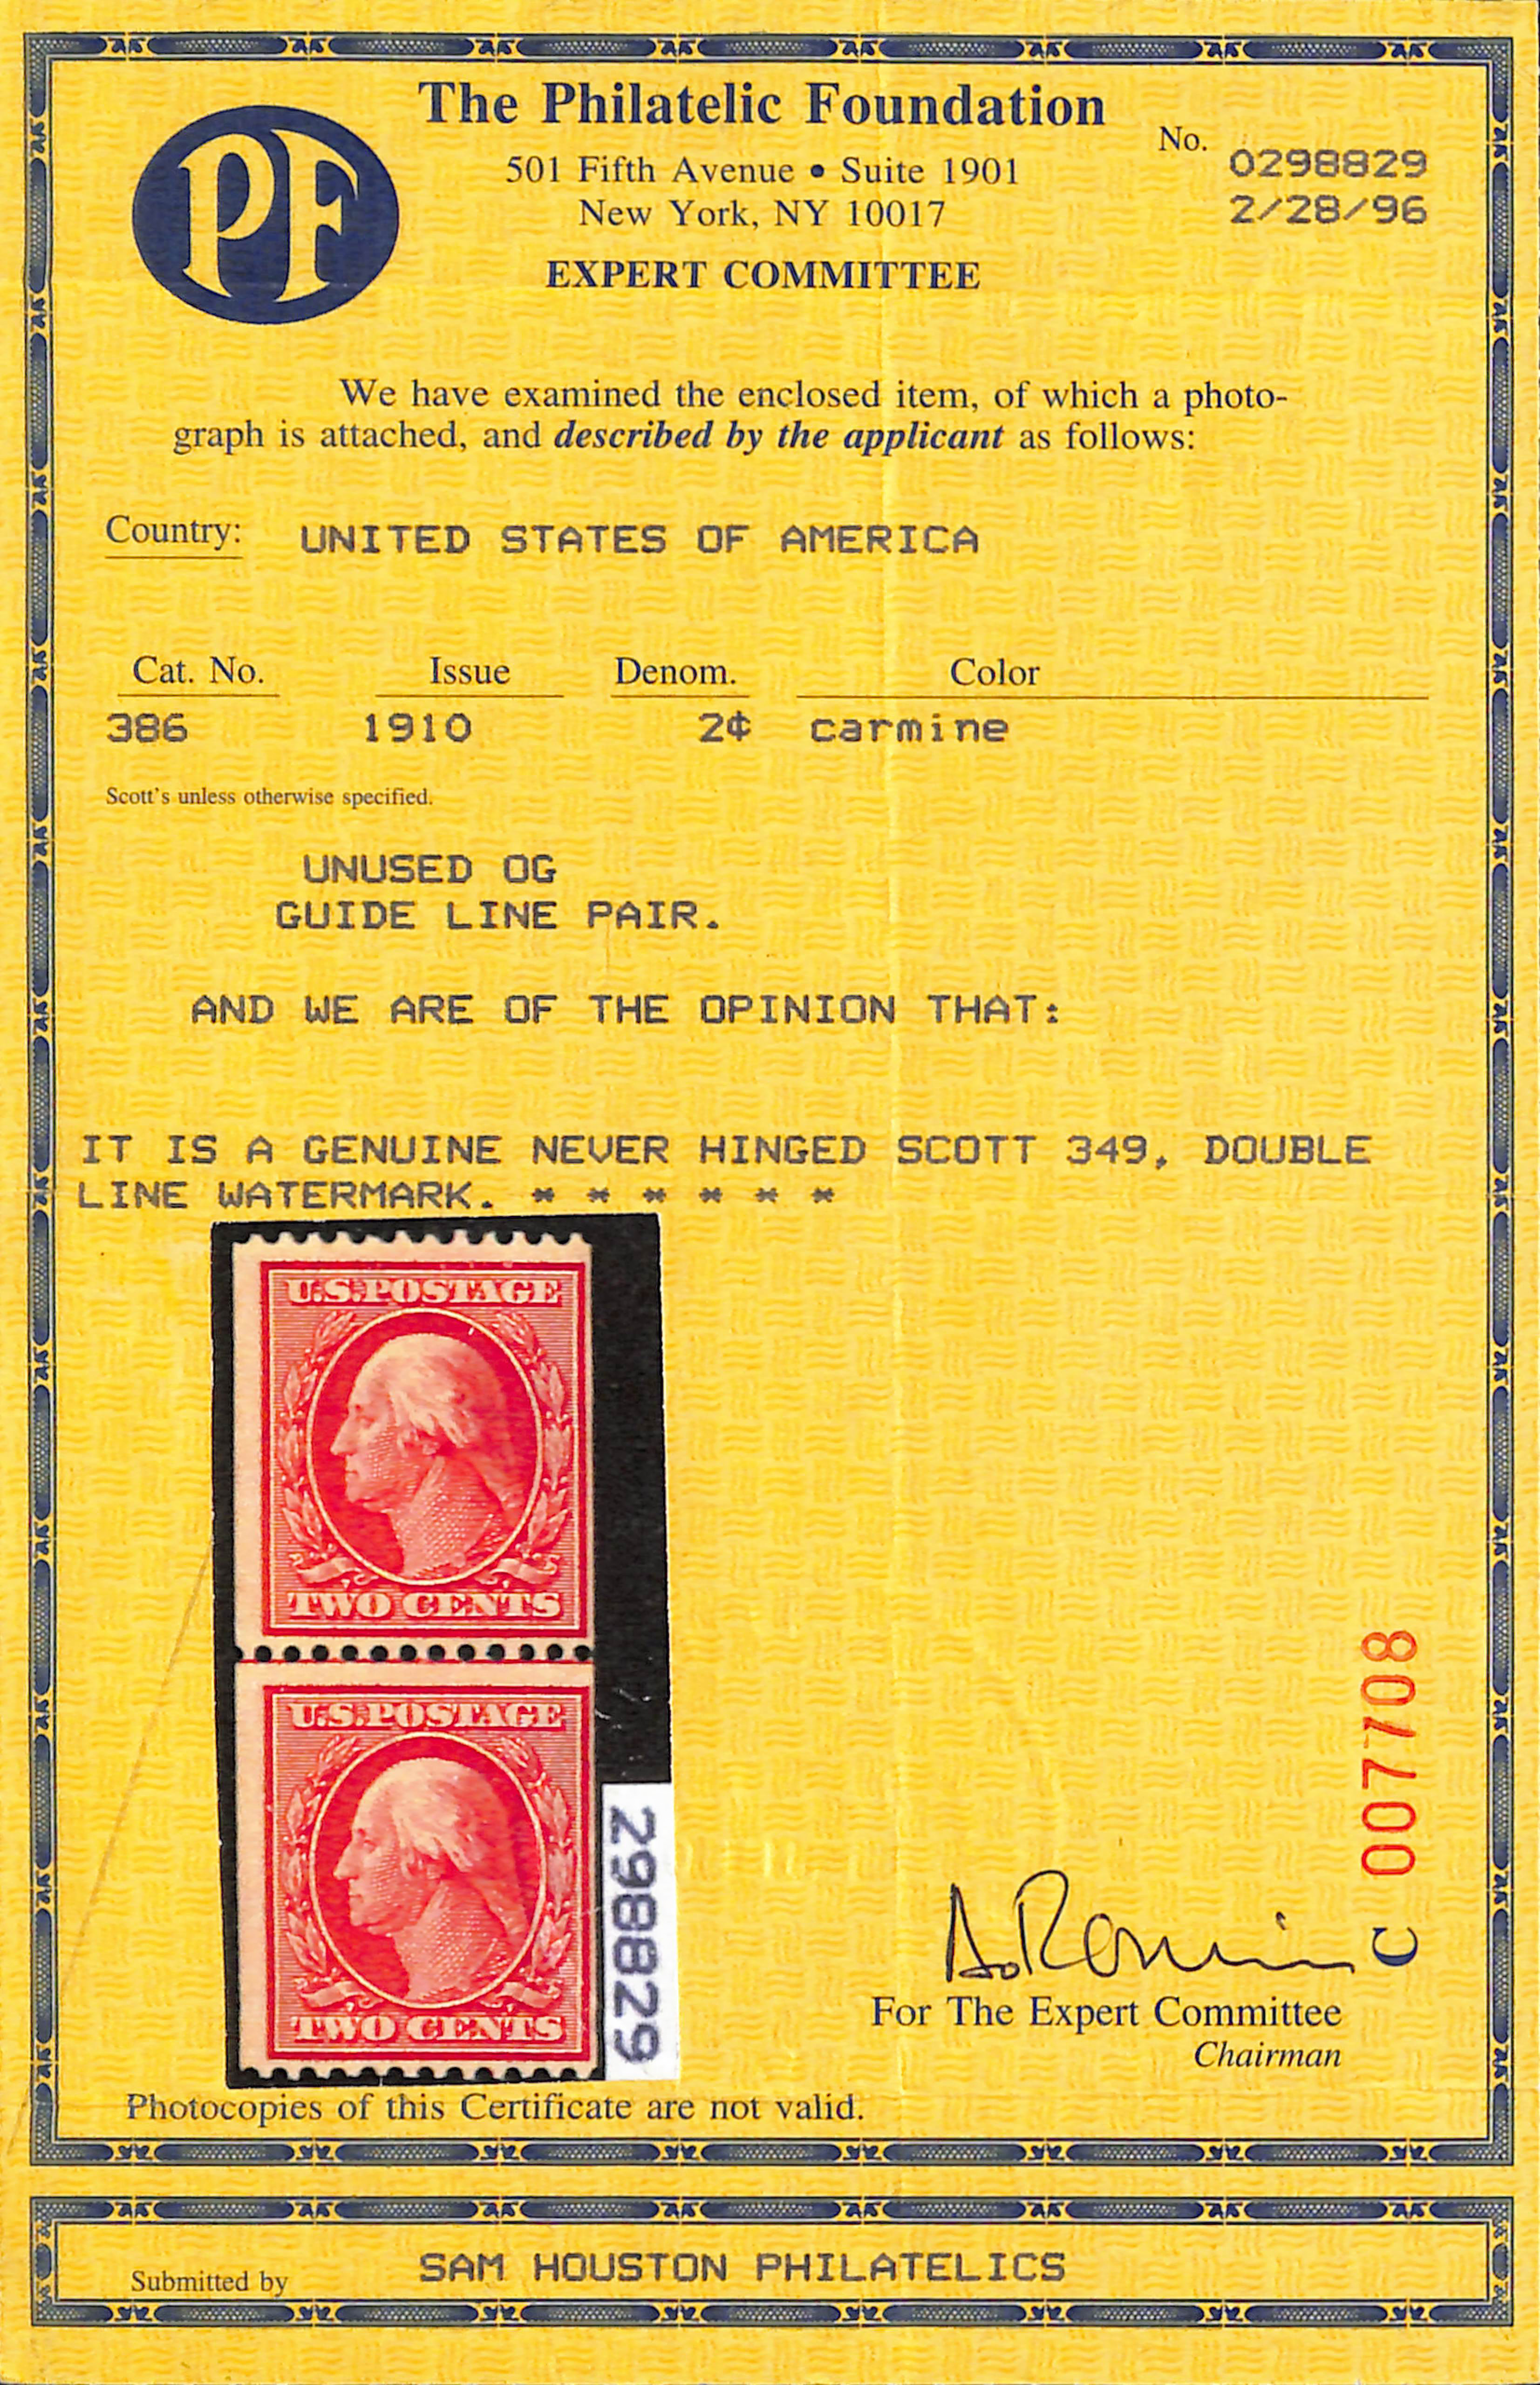 PF
The Philatelic Foundation
501 Fifth Avenue • Suite 1901
New York, NY 10017
EXPERT COMMITTEE
No. 0298829
2/28/96
We have examined the enclosed item, of which a photo-
graph is attached, and described by the applicant as follows:
Country: UNITED STATES OF AMERICA
Cat. No. Issue Denom. Color
386 1910 2¢ carmine
Scott's unless otherwise specified.
UNUSED OG
GUIDE LINE PAIR.
AND WE ARE OF THE OPINION THAT:
IT IS A GENUINE NEVER HINGED SCOTT 349, DOUBLE
LINE WATERMARK. * * * * * *
U.S.POSTAGE
TWO CENTS
U.S.POSTAGE
TWO CENTS
298829
C 007708
For The Expert Committee
Chairman
Photocopies of this Certificate are not valid.
Submitted by SAM HOUSTON PHILATELICS